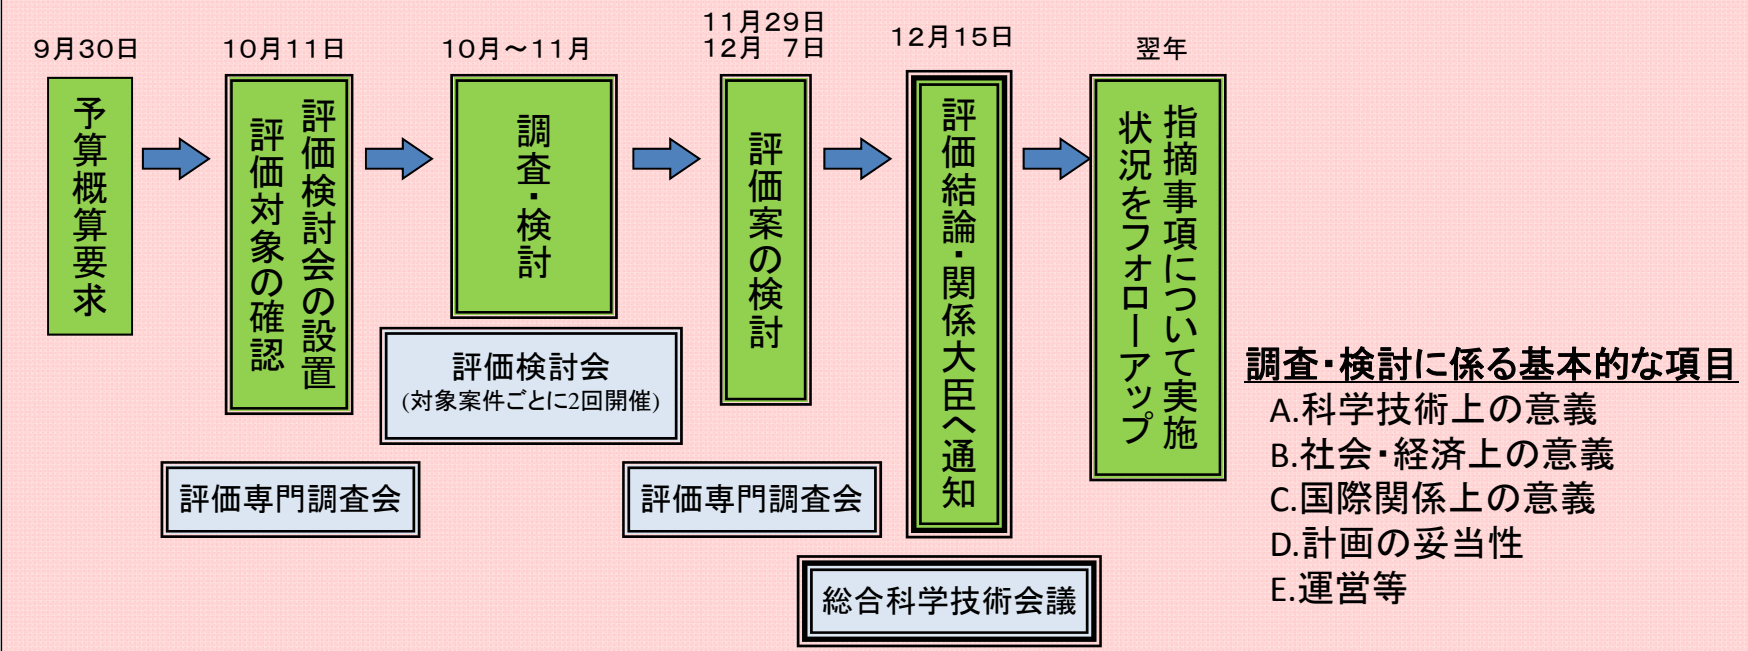 9月30日
予算概算要求
10月11日
評価検討会の設置
評価対象の確認
10月～11月
調査・検討
11月29日
12月 7日
評価案の検討
12月15日
評価結論・関係大臣へ通知
翌年
指摘事項について実施
状況をフォローアップ
評価検討会
(対象案件ごとに2回開催)
評価専門調査会
評価専門調査会
総合科学技術会議
調査・検討に係る基本的な項目
A.科学技術上の意義
B.社会・経済上の意義
C.国際関係上の意義
D.計画の妥当性
E.運営等